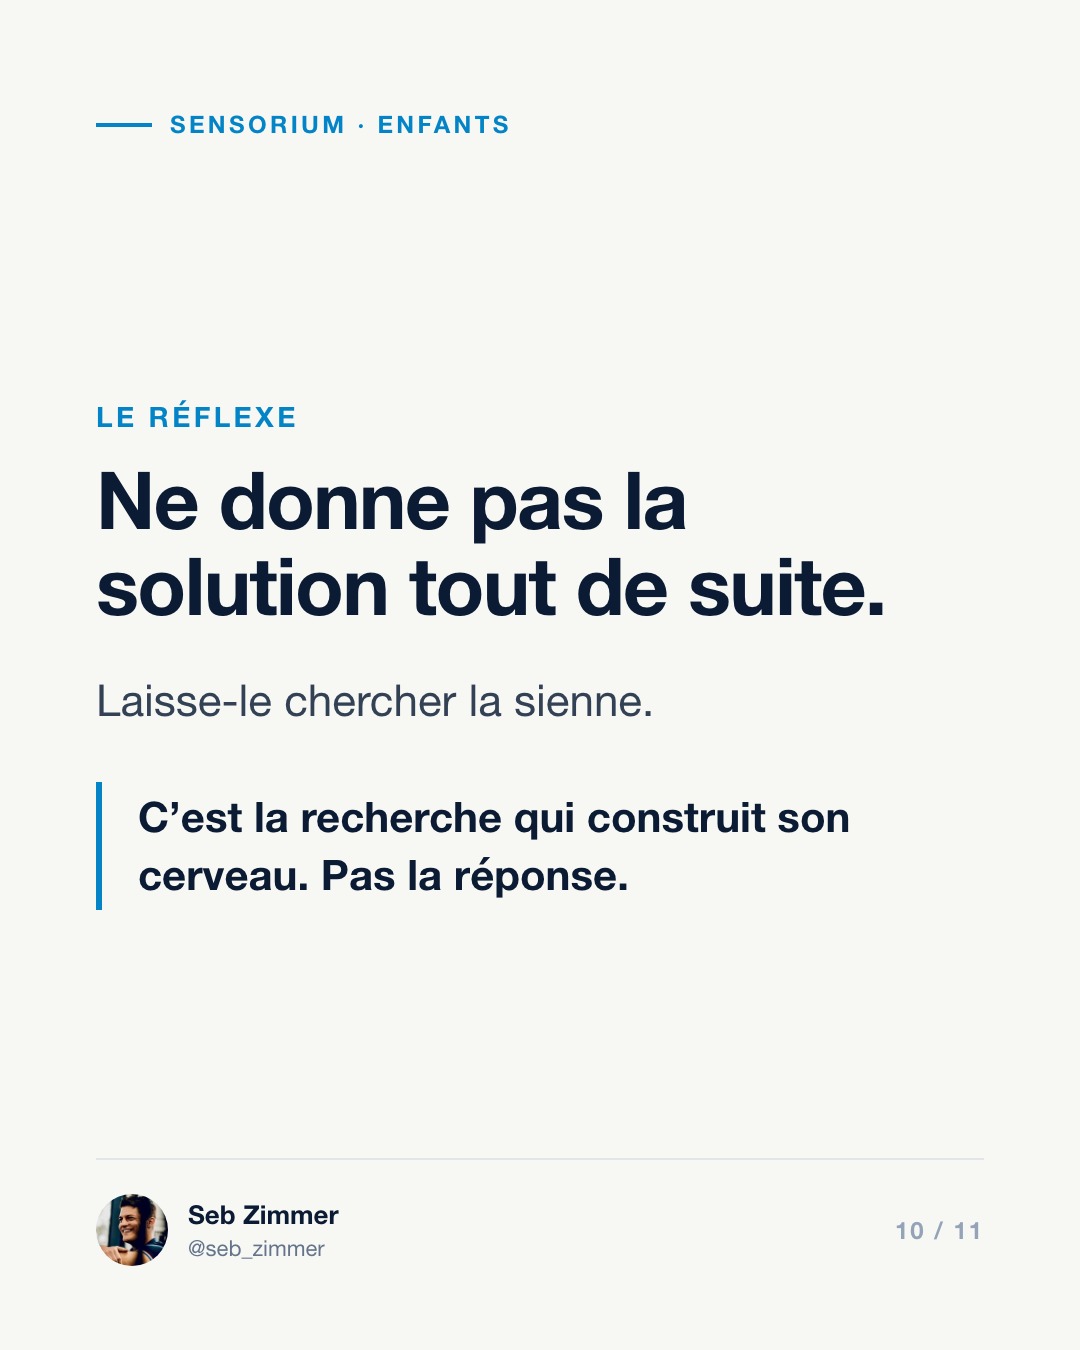 SENSORIUM · ENFANTS
LE RÉFLEXE
Ne donne pas la
solution tout de suite.
Laisse-le chercher la sienne.
C’est la recherche qui construit son
cerveau. Pas la réponse.
Seb Zimmer
@seb_zimmer
10 / 11